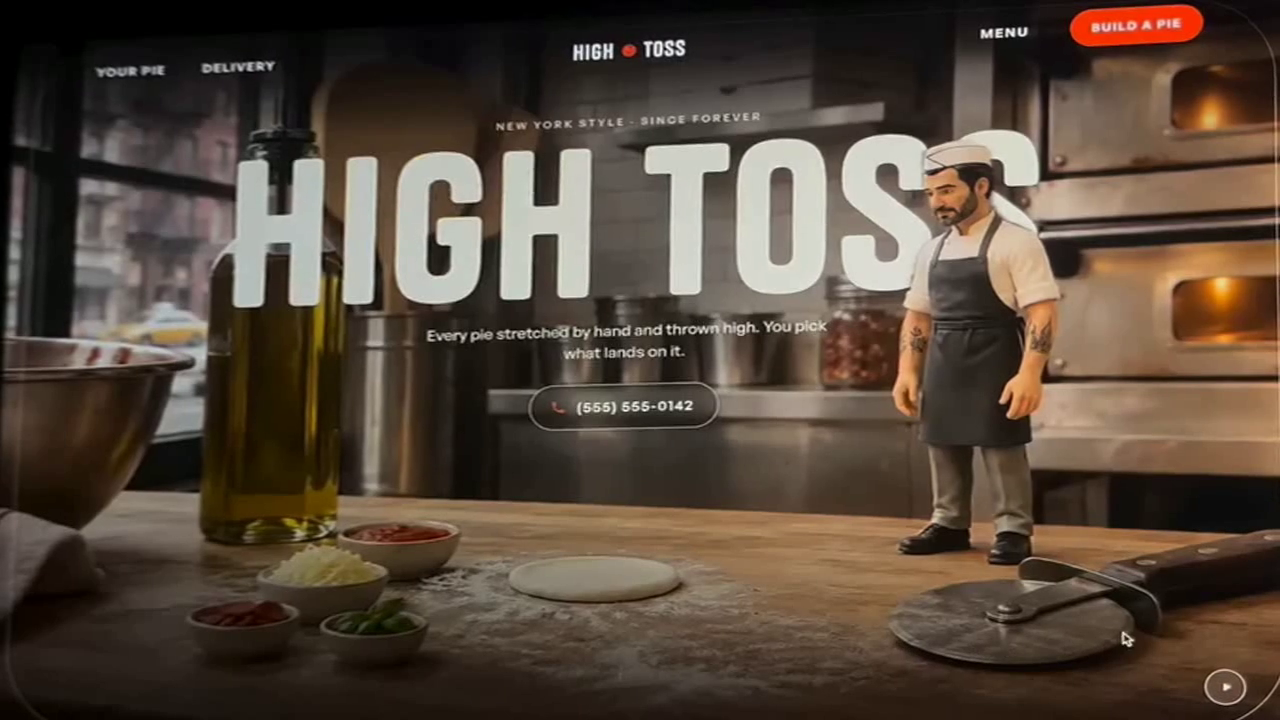 YOUR PIE
DELIVERY
HIGH TOSS
MENU
BUILD A PIE
NEW YORK STYLE - SINCE FOREVER
HIGH TOSS
Every pie stretched by hand and thrown high. You pick
what lands on it.
(555) 555-0142